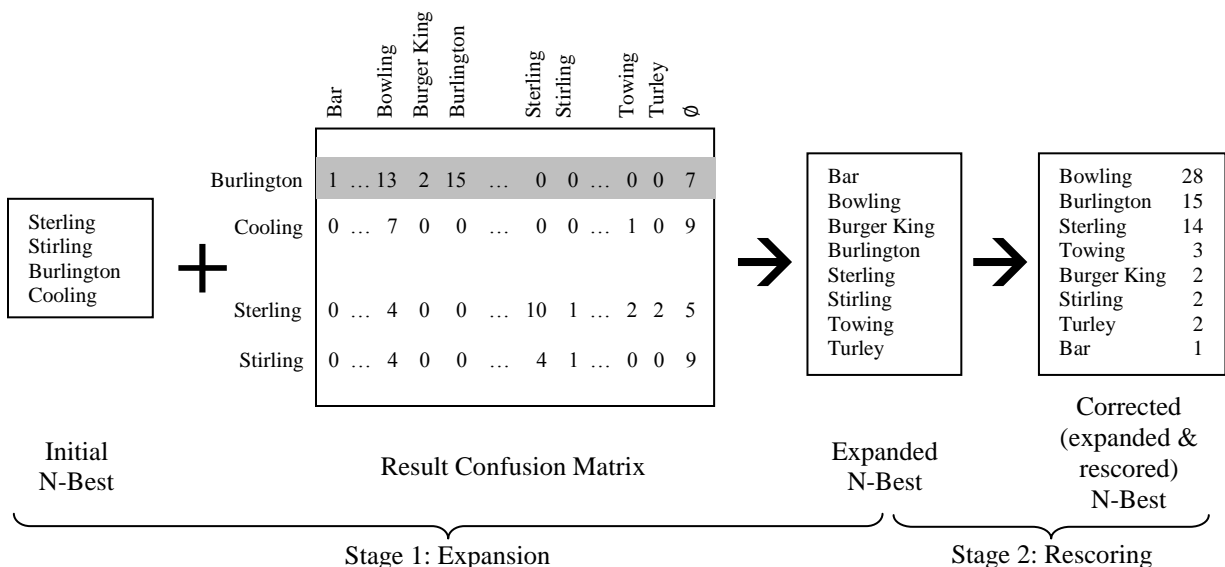 Bar
Bowling
Burger King
Burlington
Sterling
Stirling
Towing
Turley
Ø
Burlington 1 … 13 2 15 … 0 0 … 0 0 7
Cooling 0 … 7 0 0 … 0 0 … 1 0 9
Sterling 0 … 4 0 0 … 10 1 … 2 2 5
Stirling 0 … 4 0 0 … 4 1 … 0 0 9
Sterling
Stirling
Burlington
Cooling
Bar
Bowling
Burger King
Burlington
Sterling
Stirling
Towing
Turley
Bowling 28
Burlington 15
Sterling 14
Towing 3
Burger King 2
Stirling 2
Turley 2
Bar 1
Initial
N-Best
Result Confusion Matrix
Expanded
N-Best
Corrected
(expanded &
rescored)
N-Best
Stage 1: Expansion
Stage 2: Rescoring